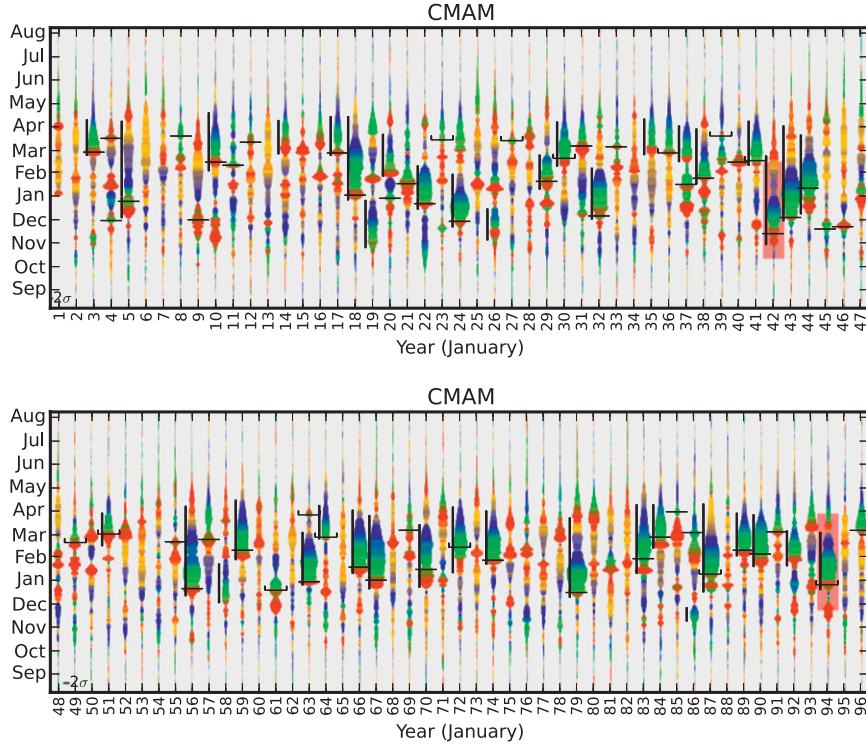 CMAM
Aug
Jul
Jun
May
Apr
Mar
Feb
Jan
Dec
Nov
Oct
Sep
-2σ
1 2 3 4 5 6 7 8 9 10 11 12 13 14 15 16 17 18 19 20 21 22 23 24 25 26 27 28 29 30 31 32 33 34 35 36 37 38 39 40 41 42 43 44 45 46 47
Year (January)
CMAM
Aug
Jul
Jun
May
Apr
Mar
Feb
Jan
Dec
Nov
Oct
Sep
-2σ
48 49 50 51 52 53 54 55 56 57 58 59 60 61 62 63 64 65 66 67 68 69 70 71 72 73 74 75 76 77 78 79 80 81 82 83 84 85 86 87 88 89 90 91 92 93 94 95 96
Year (January)